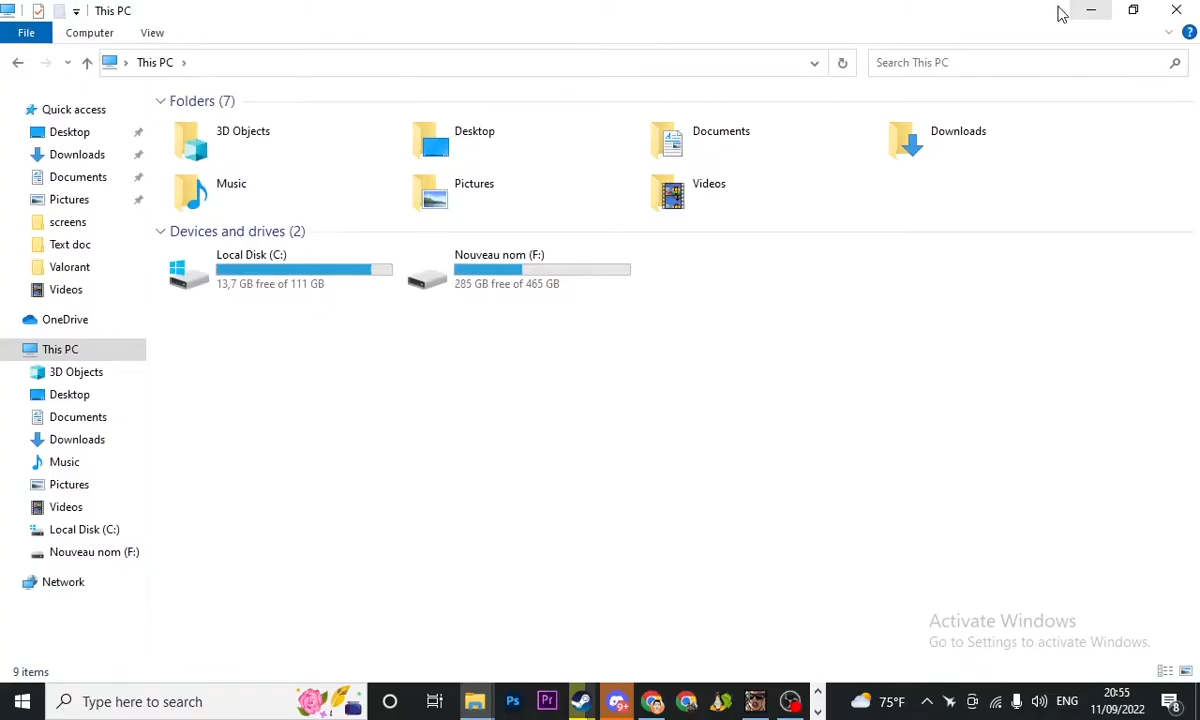 This PC
File Computer View
This PC
Search This PC
Quick access
Desktop
Downloads
Documents
Pictures
screens
Text doc
Valorant
Videos
OneDrive
This PC
3D Objects
Desktop
Documents
Downloads
Music
Pictures
Videos
Local Disk (C:)
Nouveau nom (F:)
Network
Folders (7)
3D Objects
Desktop
Documents
Downloads
Music
Pictures
Videos
Devices and drives (2)
Local Disk (C:)
13,7 GB free of 111 GB
Nouveau nom (F:)
285 GB free of 465 GB
Activate Windows
Go to Settings to activate Windows.
9 items
Type here to search
Ps
Pr
9+
75°F
ENG
20:55
11/09/2022
8